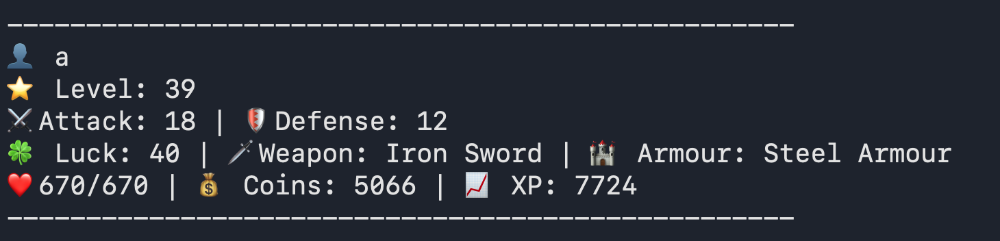 --------------------------------------------------
👤 a
⭐ Level: 39
⚔️Attack: 18 | 🛡️Defense: 12
🍀 Luck: 40 | 🗡️Weapon: Iron Sword | 🏰 Armour: Steel Armour
❤️670/670 | 💰 Coins: 5066 | 📈 XP: 7724
--------------------------------------------------